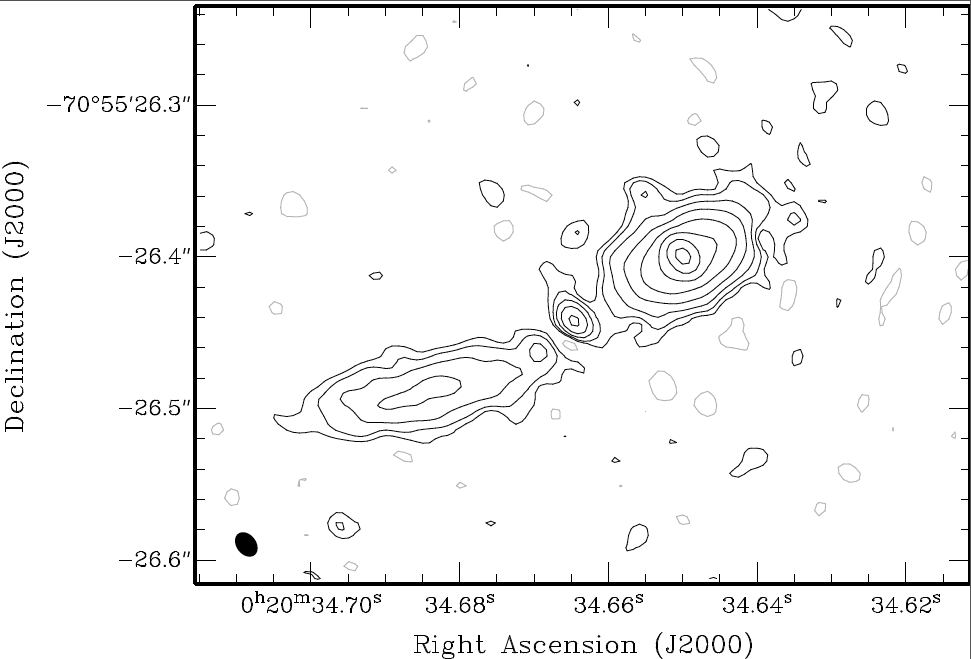 Declination (J2000)
−70°55′26.3″
−26.4″
−26.5″
−26.6″
0ʰ20ᵐ34.70ˢ 34.68ˢ 34.66ˢ 34.64ˢ 34.62ˢ
Right Ascension (J2000)